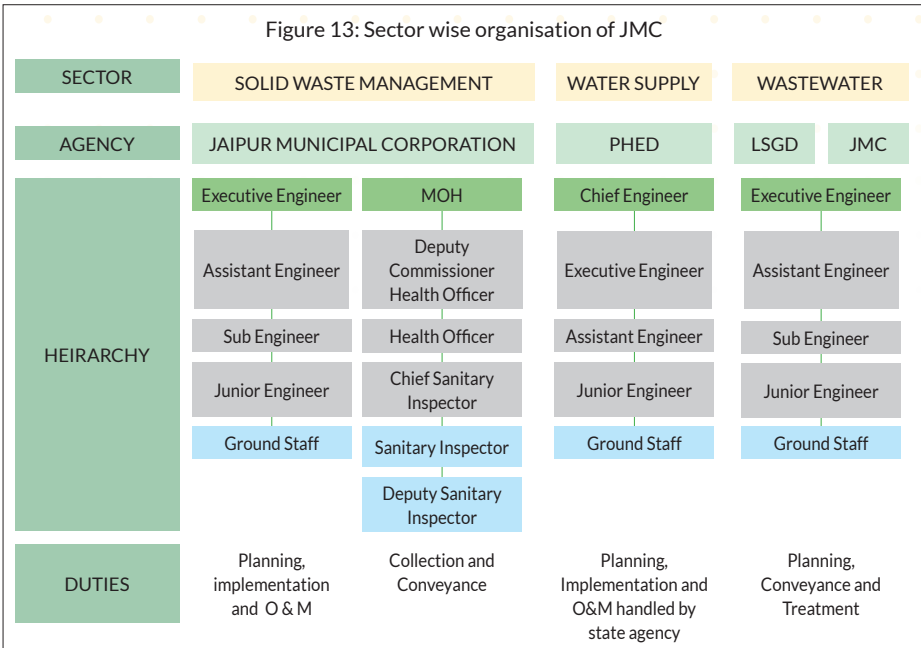 Figure 13: Sector wise organisation of JMC
SECTOR
SOLID WASTE MANAGEMENT
WATER SUPPLY
WASTEWATER
AGENCY
JAIPUR MUNICIPAL CORPORATION
PHED
LSGD
JMC
HEIRARCHY
Executive Engineer
Assistant Engineer
Sub Engineer
Junior Engineer
Ground Staff
MOH
Deputy
Commissioner
Health Officer
Health Officer
Chief Sanitary
Inspector
Sanitary Inspector
Deputy Sanitary
Inspector
Chief Engineer
Executive Engineer
Assistant Engineer
Junior Engineer
Ground Staff
Executive Engineer
Assistant Engineer
Sub Engineer
Junior Engineer
Ground Staff
DUTIES
Planning,
implementation
and O & M
Collection and
Conveyance
Planning,
Implementation and
O&M handled by
state agency
Planning,
Conveyance and
Treatment